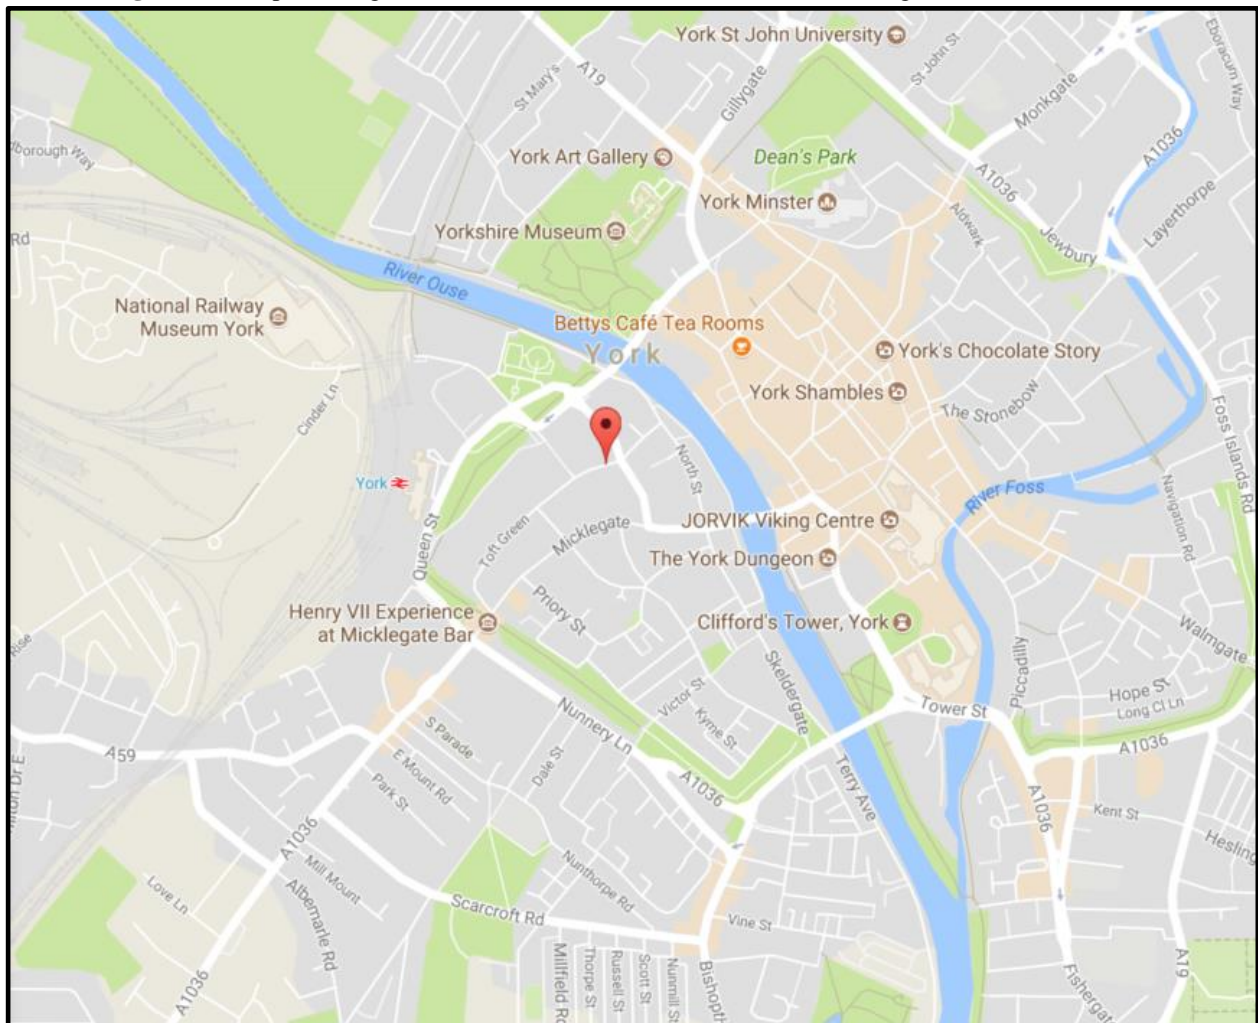 York St John University
St John St
Eboracum Way
A19
Gillygate
Monkgate
St Mary's
A1036
York Art Gallery
Dean's Park
A1036
Layerthorpe
York Minster
Aldwark
Yorkshire Museum
Jewbury
Rd
River Ouse
National Railway
Museum York
Bettys Café Tea Rooms
York
York's Chocolate Story
York Shambles
The Stonebow
Cinder Ln
Foss Islands Rd
North St
York
River Foss
Navigation Rd
Toft Green
Micklegate
JORVIK Viking Centre
Queen St
The York Dungeon
Priory St
Henry VII Experience
at Micklegate Bar
Clifford's Tower, York
Walmgate
Piccadilly
Skeldergate
Victor St
Hope St
Long Cl Ln
Nunnery Ln
Kyme St
Tower St
S Parade
A59
Dale St
A1036
E Mount Rd
Park St
A1036
Terry Ave
A1036
Kent St
A1036
Mill Mount
Love Ln
Albemarle Rd
Nunthorpe Rd
Scarcroft Rd
Vine St
A1036
Thorpe St
Russell St
Scott St
A19